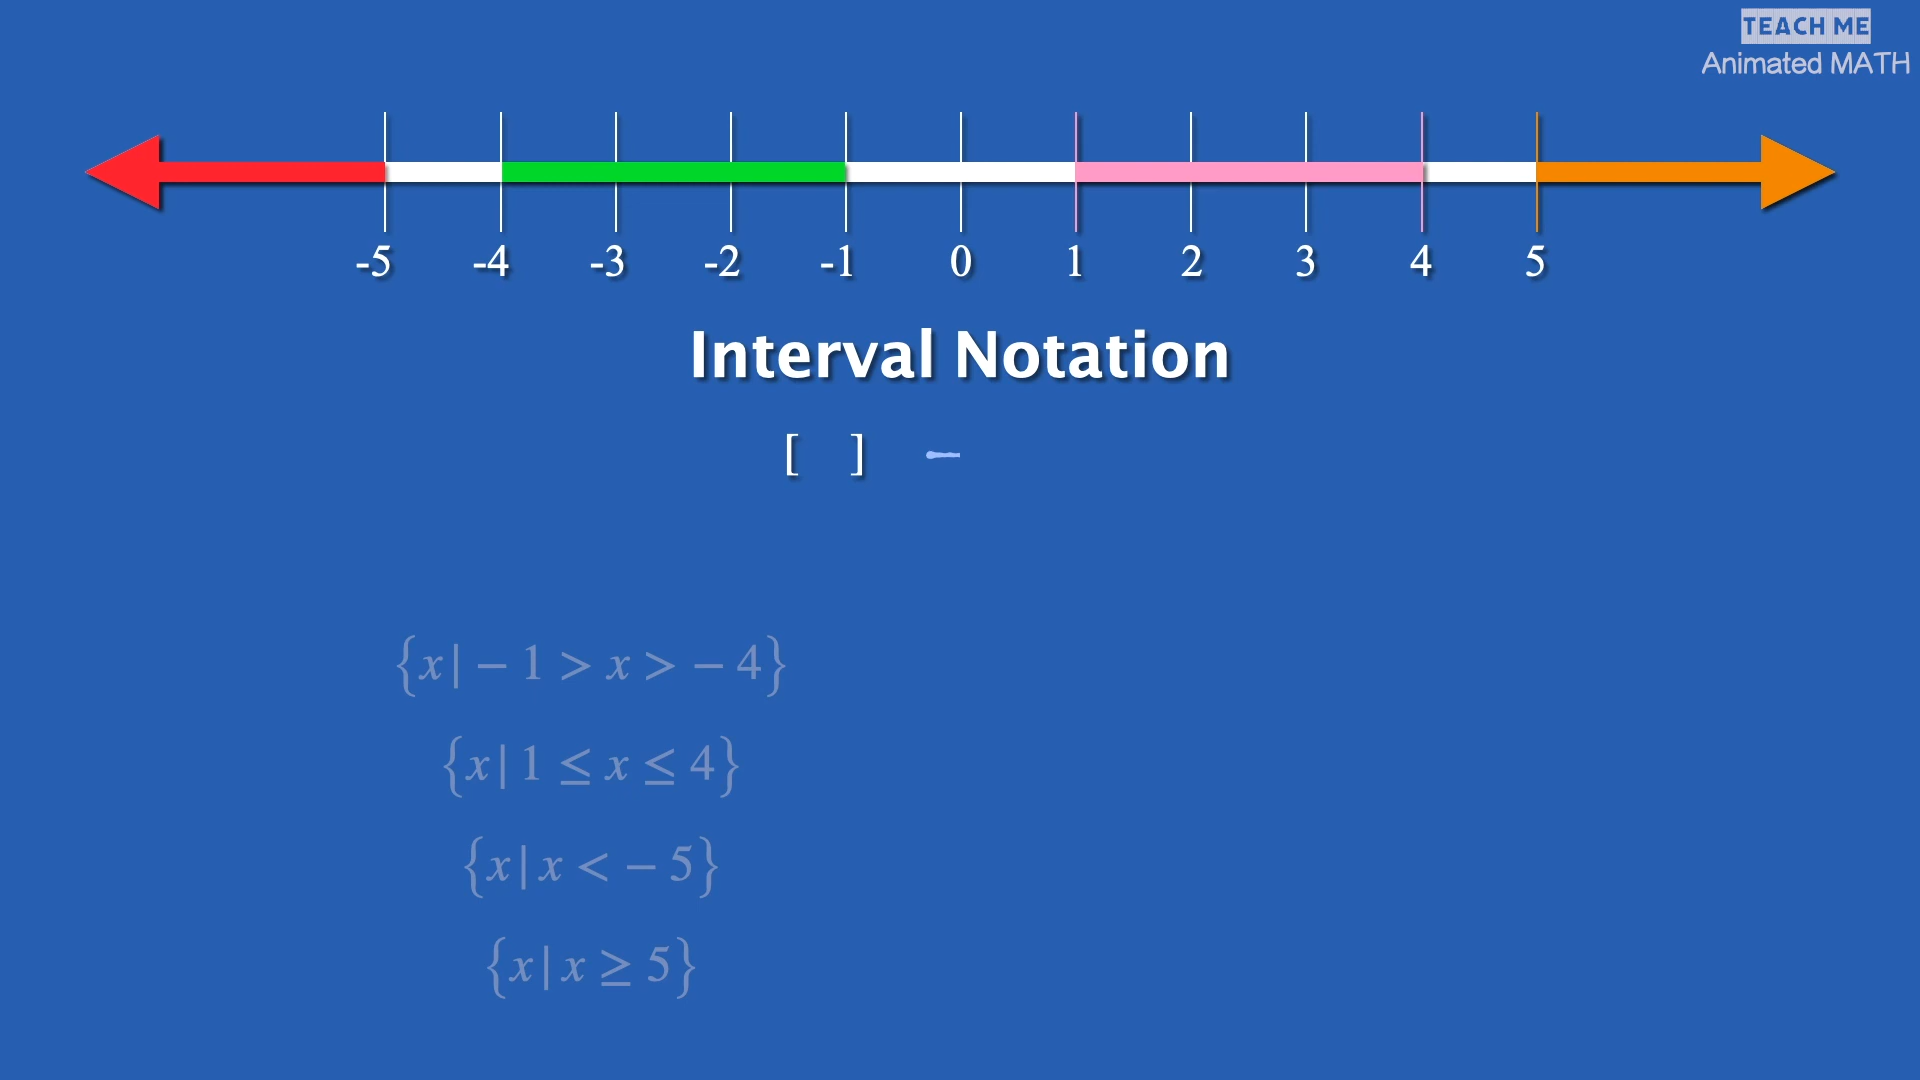 TEACH ME
Animated MATH
-5 -4 -3 -2 -1 0 1 2 3 4 5
Interval Notation
[ ]
{x | − 1 > x > − 4}
{x | 1 ≤ x ≤ 4}
{x | x < − 5}
{x | x ≥ 5}